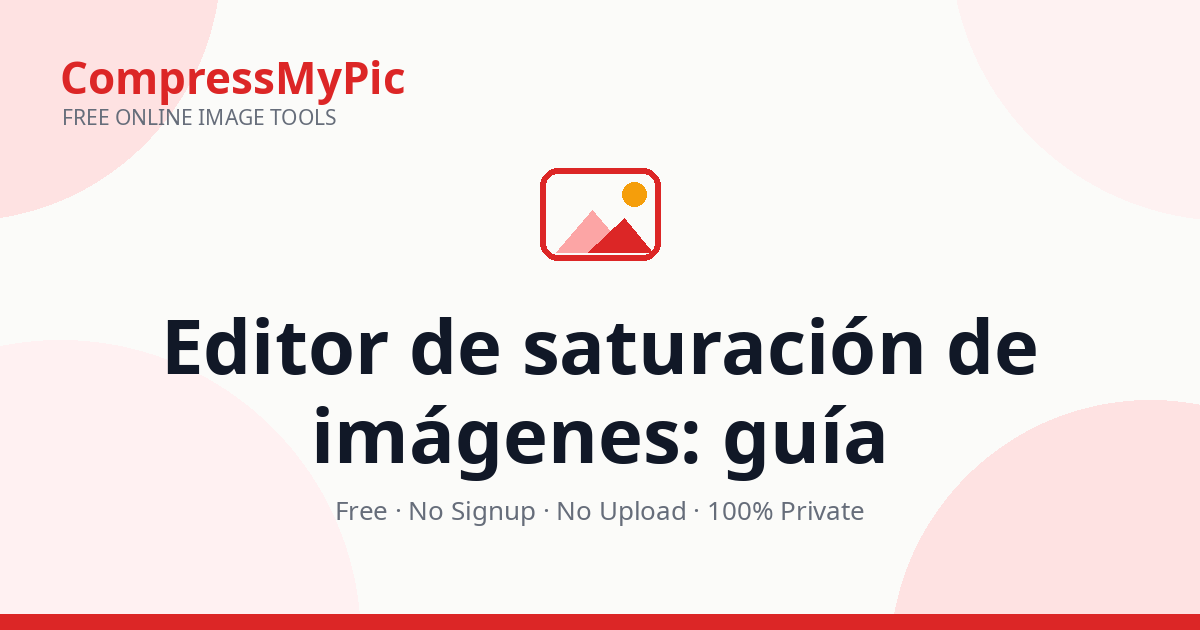 CompressMyPic
FREE ONLINE IMAGE TOOLS
Editor de saturación de
imágenes: guía
Free · No Signup · No Upload · 100% Private